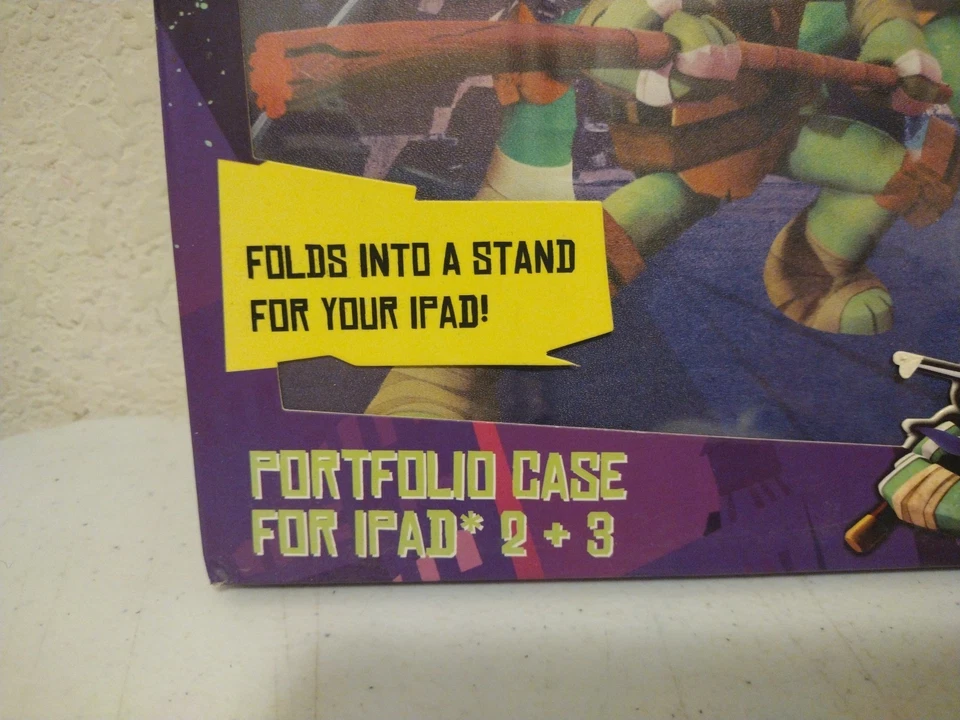 FOLDS INTO A STAND
FOR YOUR IPAD!
PORTFOLIO CASE
FOR IPAD* 2 + 3